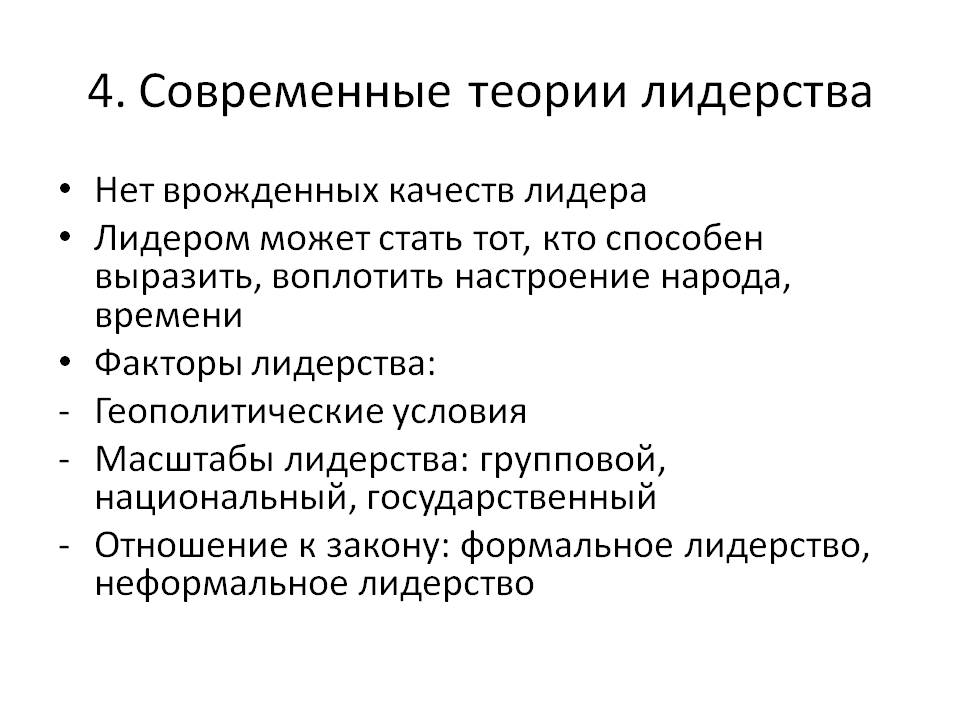 4. Современные теории лидерства
• Нет врожденных качеств лидера
• Лидером может стать тот, кто способен
выразить, воплотить настроение народа,
времени
• Факторы лидерства:
- Геополитические условия
- Масштабы лидерства: групповой,
национальный, государственный
- Отношение к закону: формальное лидерство,
неформальное лидерство